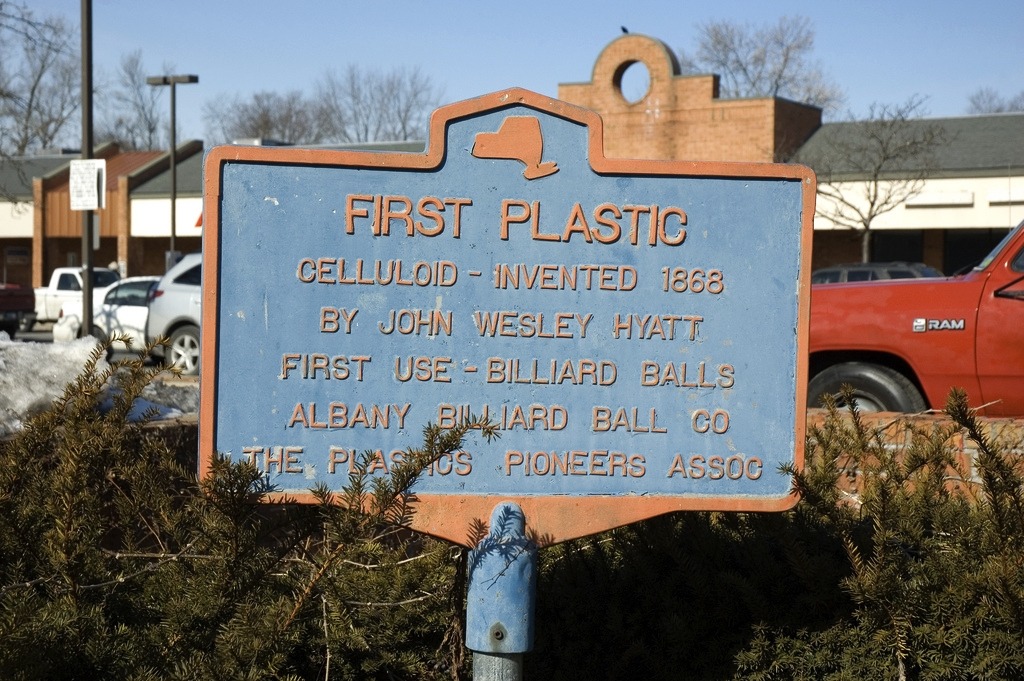 FIRST PLASTIC
CELLULOID - INVENTED 1868
BY JOHN WESLEY HYATT
FIRST USE - BILLIARD BALLS
ALBANY BILLIARD BALL CO
THE PLASTICS PIONEERS ASSOC
RAM